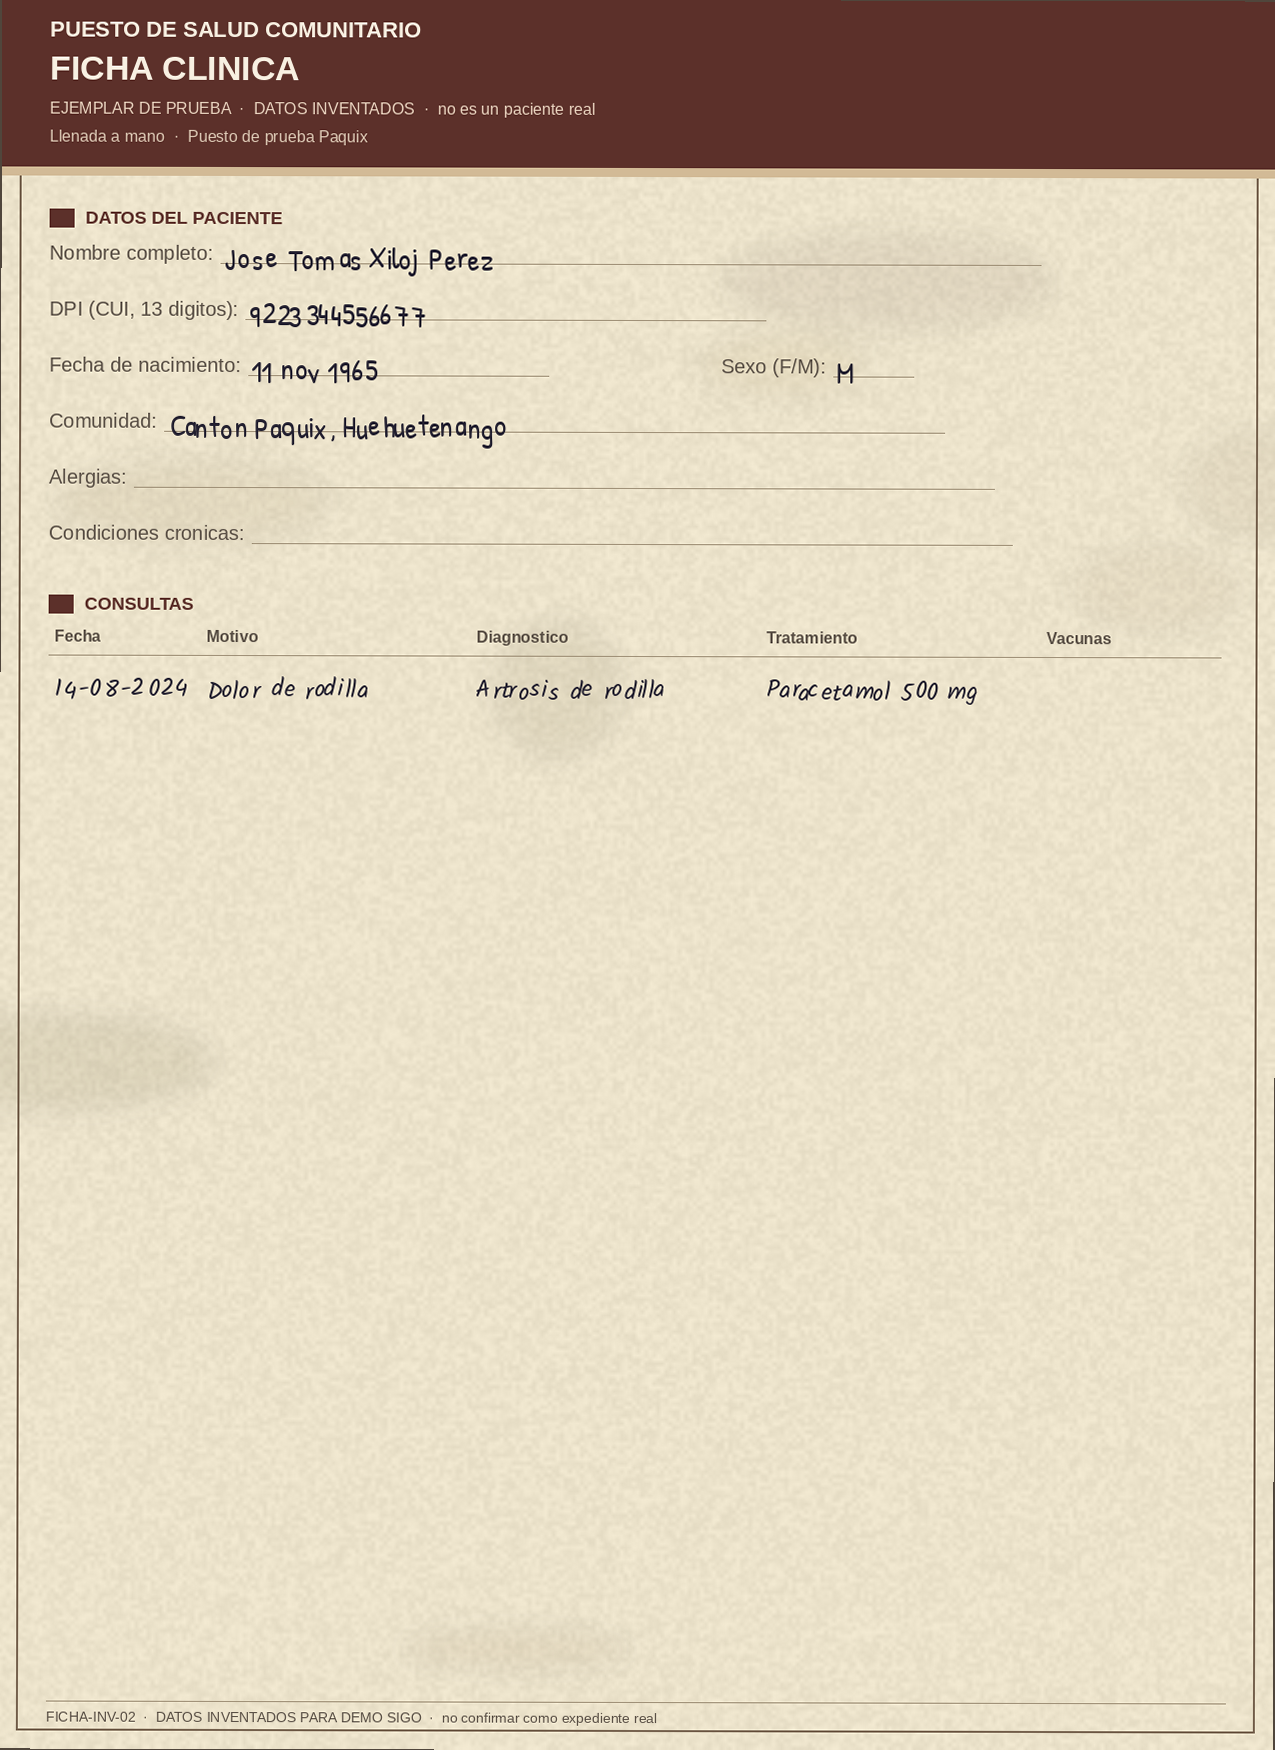 PUESTO DE SALUD COMUNITARIO
FICHA CLINICA
EJEMPLAR DE PRUEBA · DATOS INVENTADOS · no es un paciente real
Llenada a mano · Puesto de prueba Paquix
DATOS DEL PACIENTE
Nombre completo: Jose Tomas Xiloj Perez
DPI (CUI, 13 digitos): 9223344556677
Fecha de nacimiento: 11 nov 1965 Sexo (F/M): M
Comunidad: Canton Paquix, Huehuetenango
Alergias:
Condiciones cronicas:
CONSULTAS
Fecha Motivo Diagnostico Tratamiento Vacunas
14-08-2024 Dolor de rodilla Artrosis de rodilla Paracetamol 500 mg
FICHA-INV-02 · DATOS INVENTADOS PARA DEMO SIGO · no confirmar como expediente real